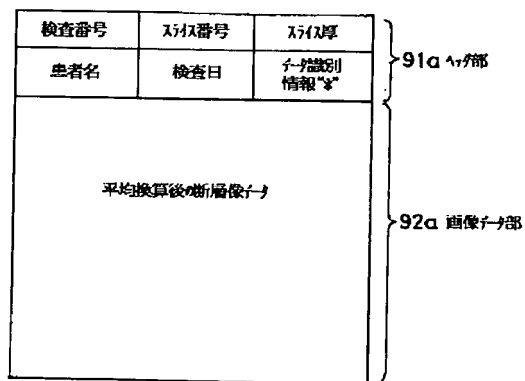 検査番号 スライス番号 スライス厚
91a ヘッダ部
患者名 検査日 データ識別
情報"¥"
平均換算後の断層像データ
92a 画像データ部